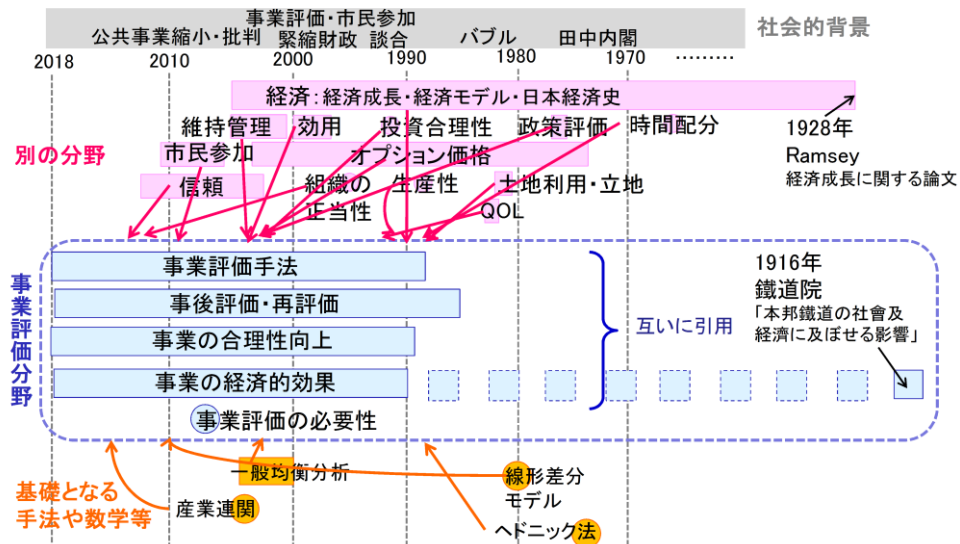 事業評価・市民参加
公共事業縮小・批判 緊縮財政 談合 バブル 田中内閣
社会的背景
2018 2010 2000 1990 1980 1970 ………
経済:経済成長・経済モデル・日本経済史
維持管理 効用 投資合理性 政策評価 時間配分
1928年
Ramsey
経済成長に関する論文
別の分野
市民参加 オプション価格
信頼 組織の 生産性 土地利用・立地
正当性 QOL
事業評価分野
事業評価手法
事後評価・再評価
事業の合理性向上
事業の経済的効果
事業評価の必要性
互いに引用
1916年
鐵道院
「本邦鐵道の社會及
経済に及ぼせる影響」
一般均衡分析
線形差分
モデル
基礎となる
手法や数学等
産業連関
ヘドニック法